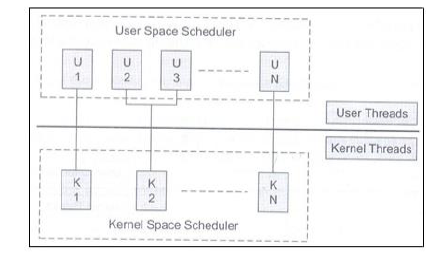 User Space Scheduler
U U U U
1 2 3 N
User Threads
Kernel Threads
K K K
1 2 N
Kernel Space Scheduler